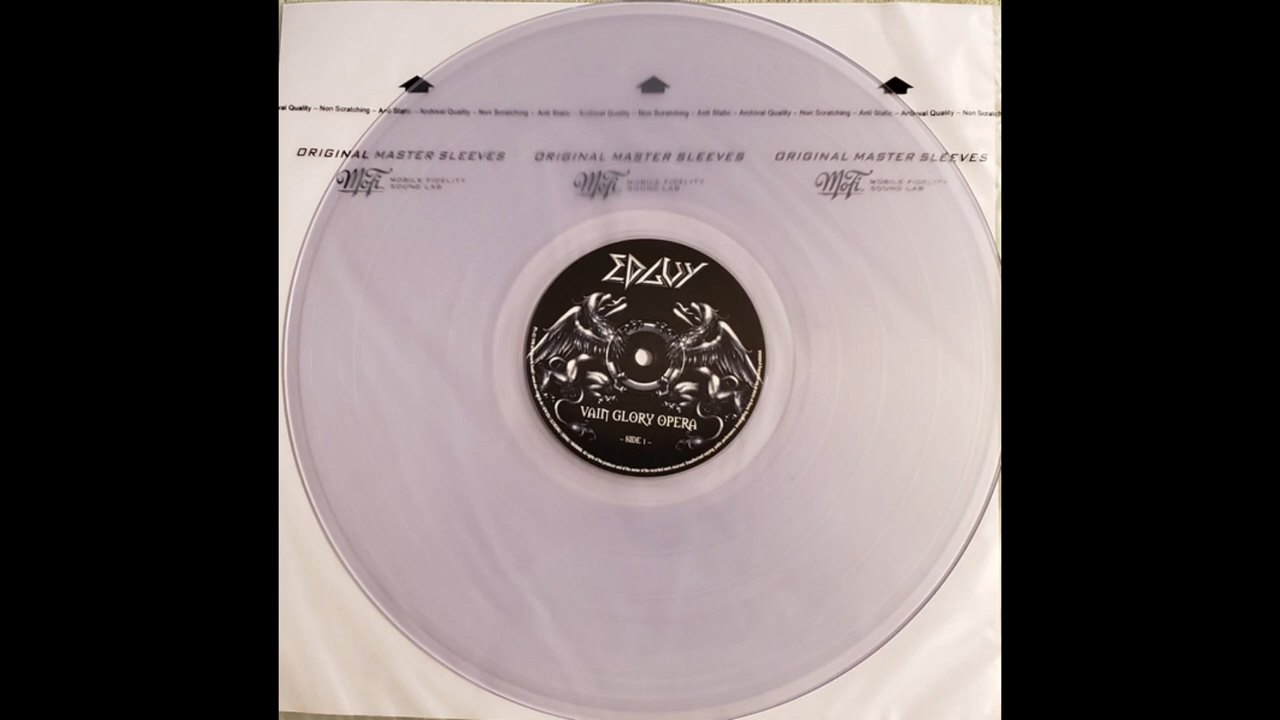 al Quality – Non Scratching – Anti Static – Archival Quality – Non Scratching – Anti Static – Archival Quality – Non Scratching – Anti Static – Archival Quality – Non Scratching – Anti Static – Archival Quality – Non Scratch
ORIGINAL MASTER SLEEVES ORIGINAL MASTER SLEEVES ORIGINAL MASTER SLEEVES
MoFi MOBILE FIDELITY SOUND LAB MoFi MOBILE FIDELITY SOUND LAB MoFi MOBILE FIDELITY SOUND LAB
EDGUY
VAIN GLORY OPERA
– SIDE 1 –